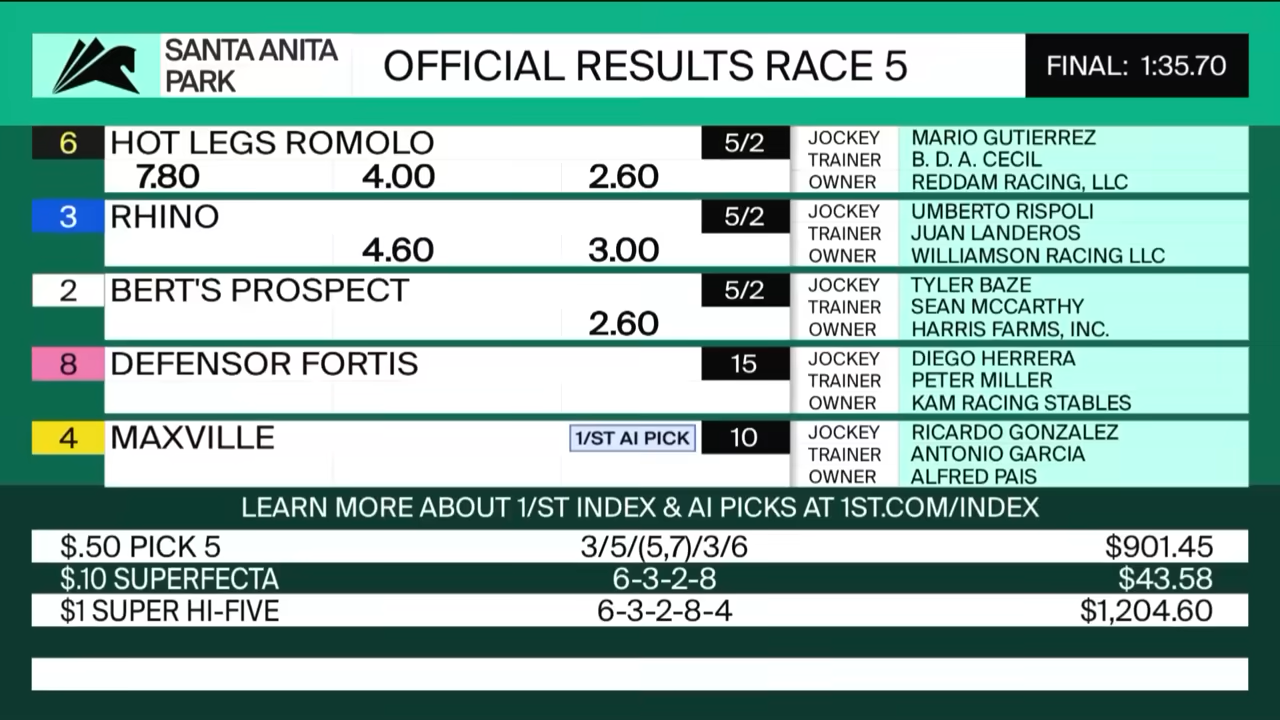 SANTA ANITA PARK
OFFICIAL RESULTS RACE 5
FINAL: 1:35.70
6 HOT LEGS ROMOLO 5/2
7.80 4.00 2.60
JOCKEY MARIO GUTIERREZ
TRAINER B. D. A. CECIL
OWNER REDDAM RACING, LLC
3 RHINO 5/2
4.60 3.00
JOCKEY UMBERTO RISPOLI
TRAINER JUAN LANDEROS
OWNER WILLIAMSON RACING LLC
2 BERT'S PROSPECT 5/2
2.60
JOCKEY TYLER BAZE
TRAINER SEAN MCCARTHY
OWNER HARRIS FARMS, INC.
8 DEFENSOR FORTIS 15
JOCKEY DIEGO HERRERA
TRAINER PETER MILLER
OWNER KAM RACING STABLES
4 MAXVILLE 1/ST AI PICK 10
JOCKEY RICARDO GONZALEZ
TRAINER ANTONIO GARCIA
OWNER ALFRED PAIS
LEARN MORE ABOUT 1/ST INDEX & AI PICKS AT 1ST.COM/INDEX
$.50 PICK 5 3/5/(5,7)/3/6 $901.45
$.10 SUPERFECTA 6-3-2-8 $43.58
$1 SUPER HI-FIVE 6-3-2-8-4 $1,204.60